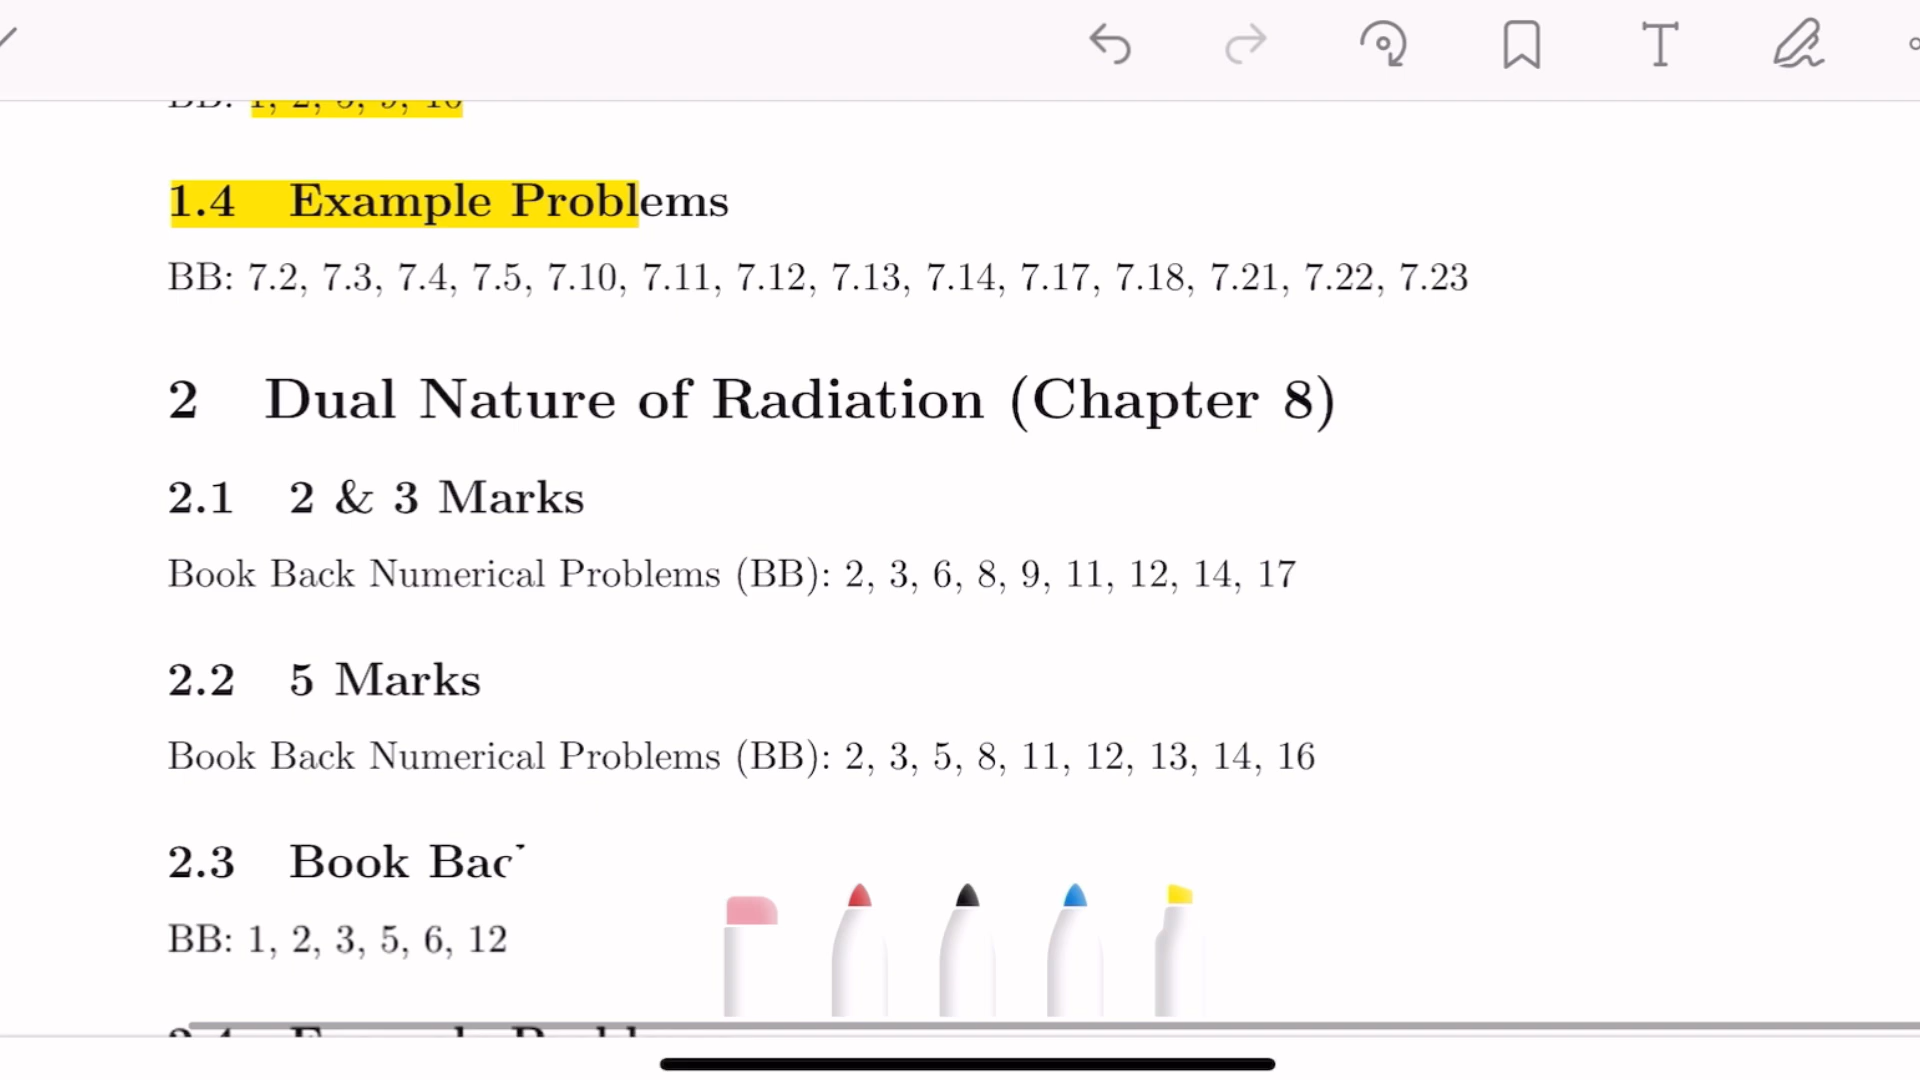 1.4 Example Problems
BB: 7.2, 7.3, 7.4, 7.5, 7.10, 7.11, 7.12, 7.13, 7.14, 7.17, 7.18, 7.21, 7.22, 7.23
2 Dual Nature of Radiation (Chapter 8)
2.1 2 & 3 Marks
Book Back Numerical Problems (BB): 2, 3, 6, 8, 9, 11, 12, 14, 17
2.2 5 Marks
Book Back Numerical Problems (BB): 2, 3, 5, 8, 11, 12, 13, 14, 16
2.3 Book
BB: 1, 2, 3, 5, 6, 12